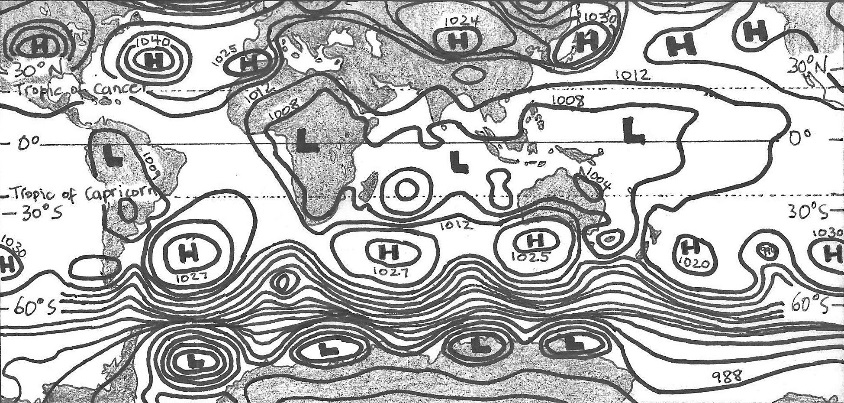 1024
1030
H
1040
H
1025
H
H
H
H
H
30°N
30°N
1012
Tropic of Cancer
1012
1008
1008
0°
L
L
L
0°
L
1009
1004
Tropic of Capricorn
30°S
30°S
1012
1030
H
H
1027
H
1027
H
1025
H
1020
1030
H
60°S
60°S
L
L
L
L
988